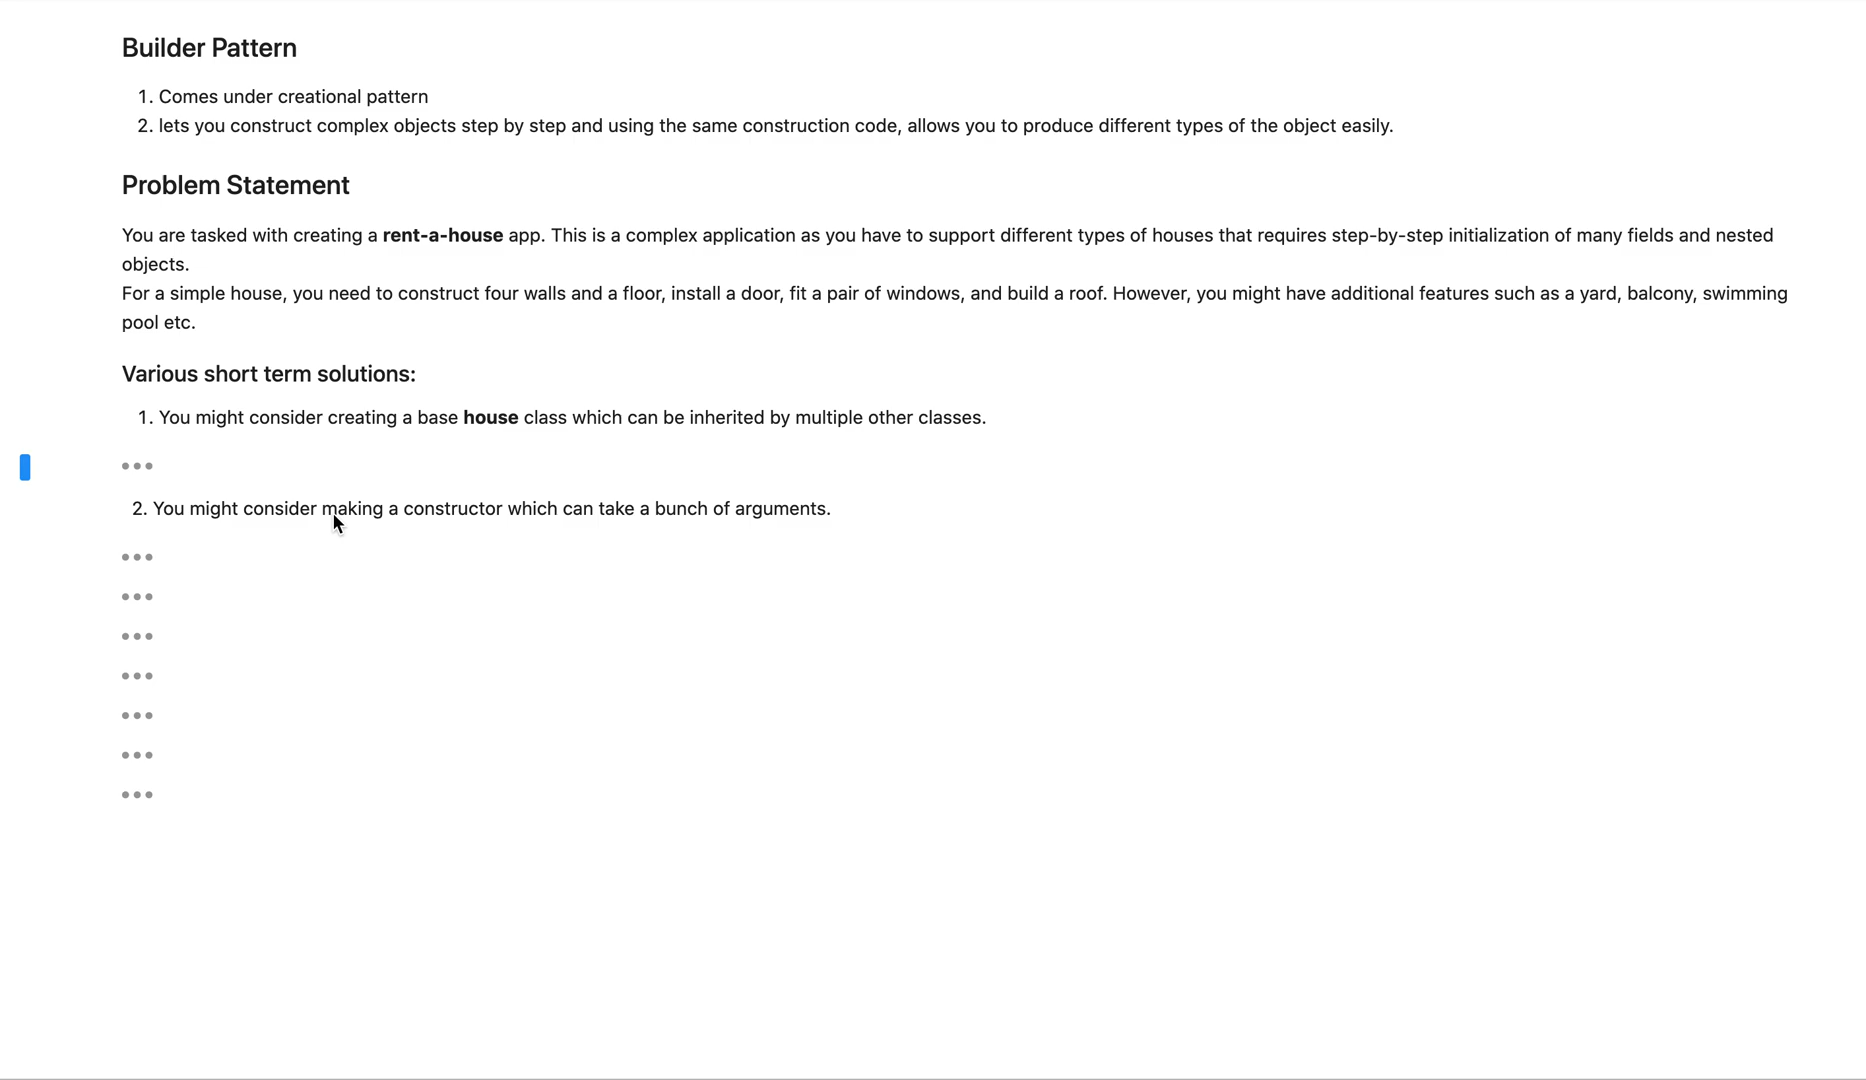 Builder Pattern
1. Comes under creational pattern
2. lets you construct complex objects step by step and using the same construction code, allows you to produce different types of the object easily.
Problem Statement
You are tasked with creating a rent-a-house app. This is a complex application as you have to support different types of houses that requires step-by-step initialization of many fields and nested
objects.
For a simple house, you need to construct four walls and a floor, install a door, fit a pair of windows, and build a roof. However, you might have additional features such as a yard, balcony, swimming
pool etc.
Various short term solutions:
1. You might consider creating a base house class which can be inherited by multiple other classes.
2. You might consider making a constructor which can take a bunch of arguments.